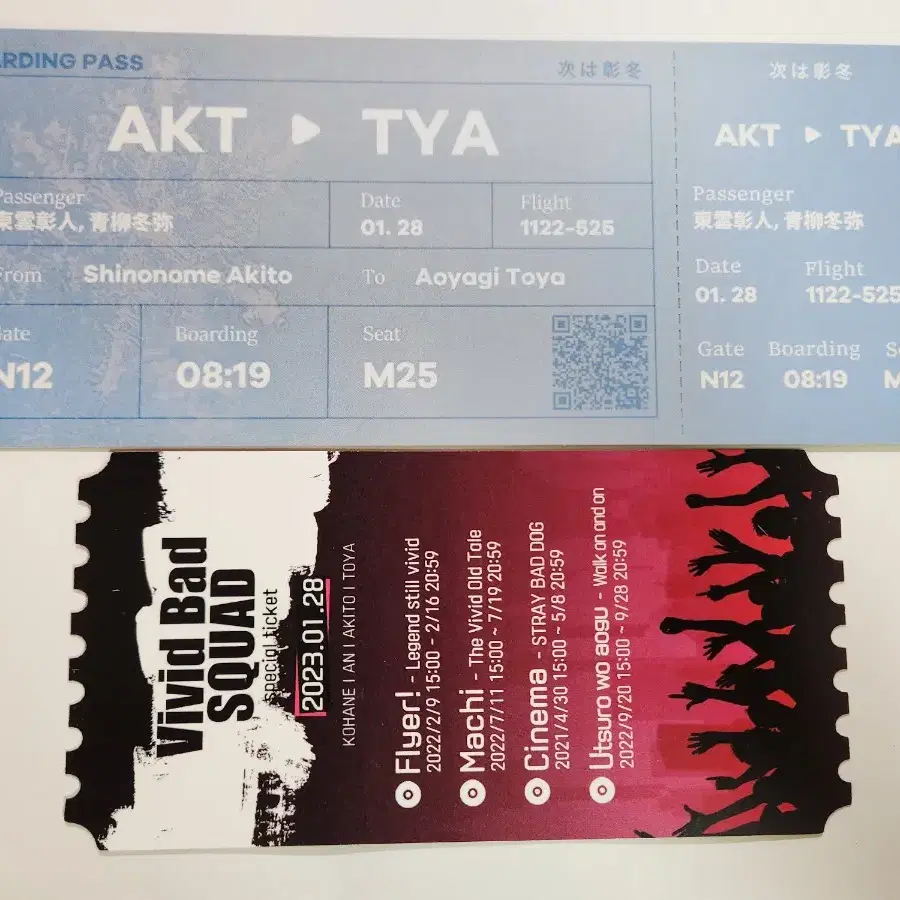 RDING PASS
次は彰冬
AKT ▶ TYA
Passenger
東雲彰人, 青柳冬弥
Date
01. 28
Flight
1122-525
From Shinonome Akito To Aoyagi Toya
ate
N12
Boarding
08:19
Seat
M25
次は彰冬
AKT ▶ TYA
Passenger
東雲彰人, 青柳冬弥
Date
01. 28
Flight
1122-525
Gate
N12
Boarding
08:19
Se
M
Vivid Bad
SQUAD
special ticket
2023.01.28
KOHANE I AN I AKITO I TOYA
Flyer! - Legend still vivid
2022/2/9 15:00 - 2/16 20:59
Machi - The Vivid Old Tale
2022/7/11 15:00 ~ 7/19 20:59
Cinema - STRAY BAD DOG
2021/4/30 15:00 ~ 5/8 20:59
Utsuro wo aogu - Walk on and on
2022/9/20 15:00 ~ 9/28 20:59